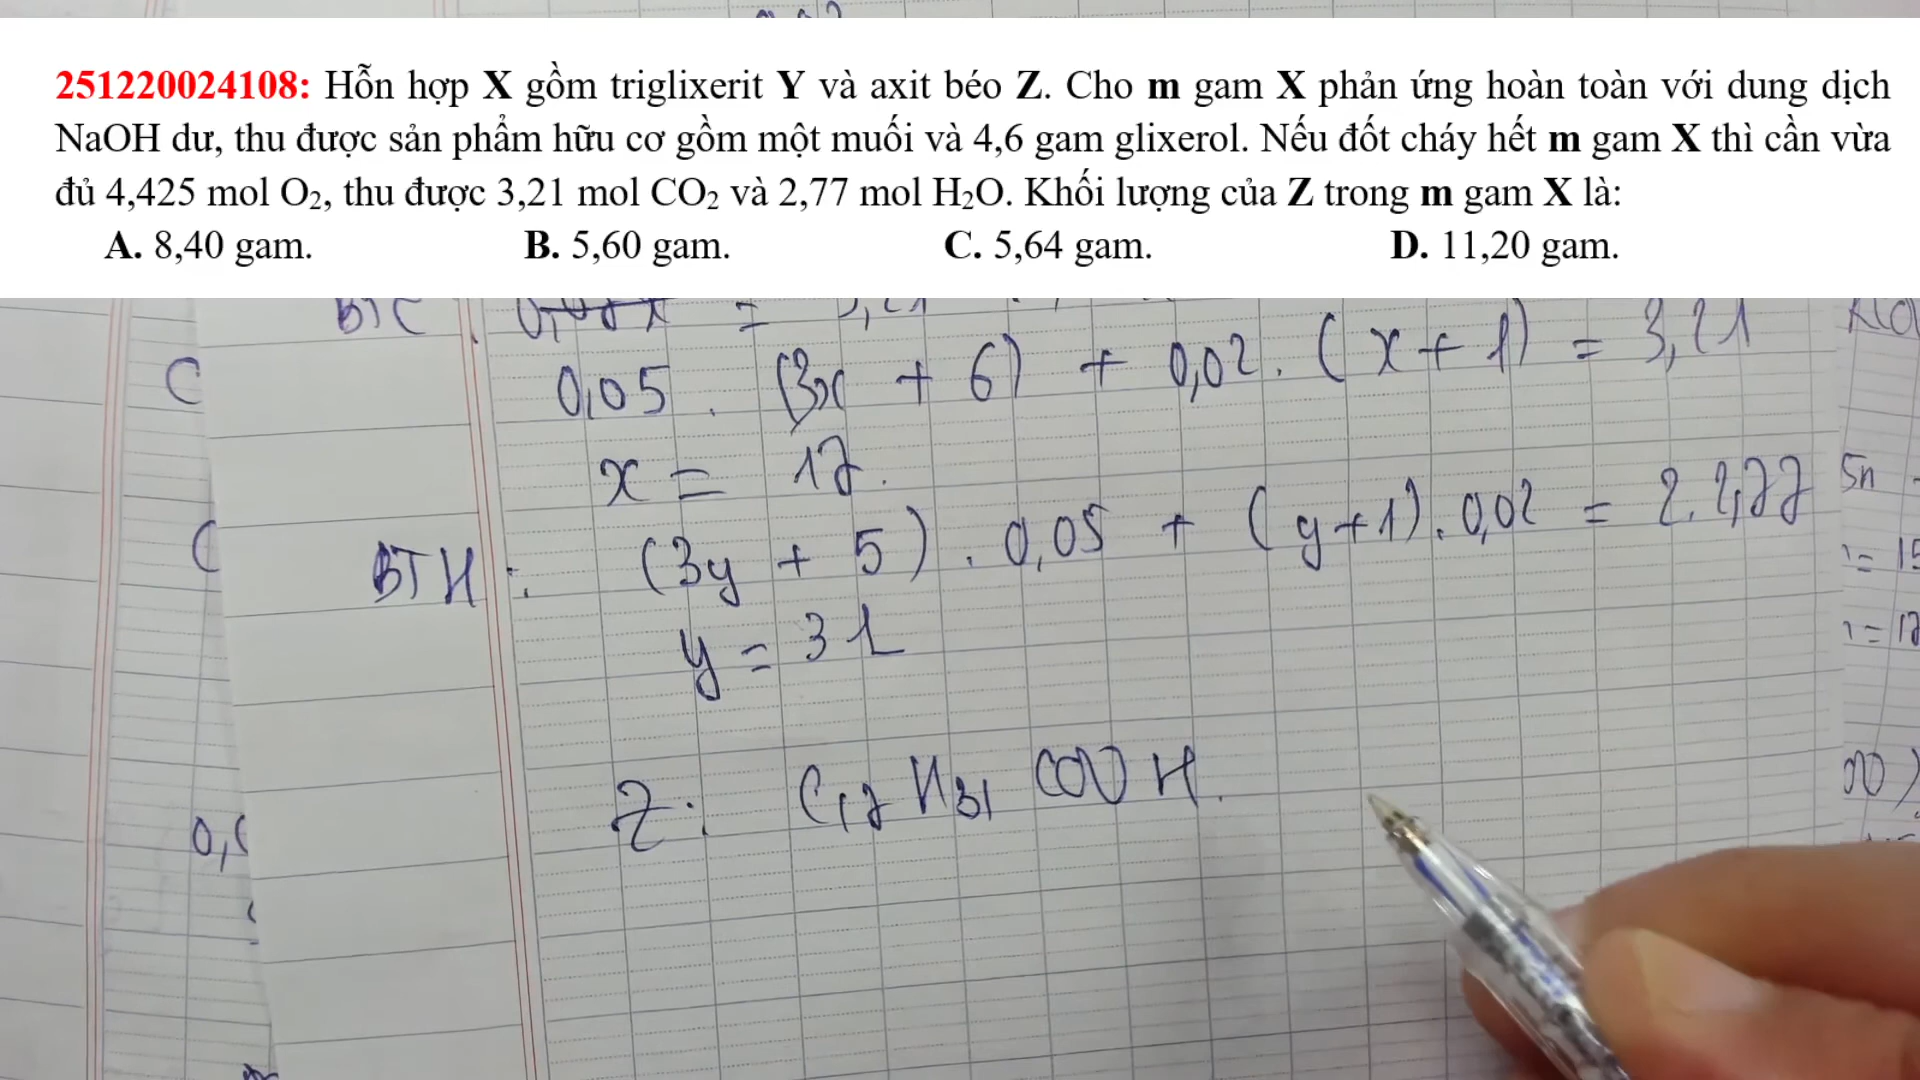 251220024108: Hỗn hợp X gồm triglixerit Y và axit béo Z. Cho m gam X phản ứng hoàn toàn với dung dịch
NaOH dư, thu được sản phẩm hữu cơ gồm một muối và 4,6 gam glixerol. Nếu đốt cháy hết m gam X thì cần vừa
đủ 4,425 mol O₂, thu được 3,21 mol CO₂ và 2,77 mol H₂O. Khối lượng của Z trong m gam X là:
A. 8,40 gam. B. 5,60 gam. C. 5,64 gam. D. 11,20 gam.
BTC
0,05 . (3x + 6) + 0,02 . (x + 1) = 3,21
x = 17.
BTH : (3y + 5) . 0,05 + (y+1) . 0,02 = 2. 2,77
y = 31
Z: C₁₇H₃₁COOH.
5n